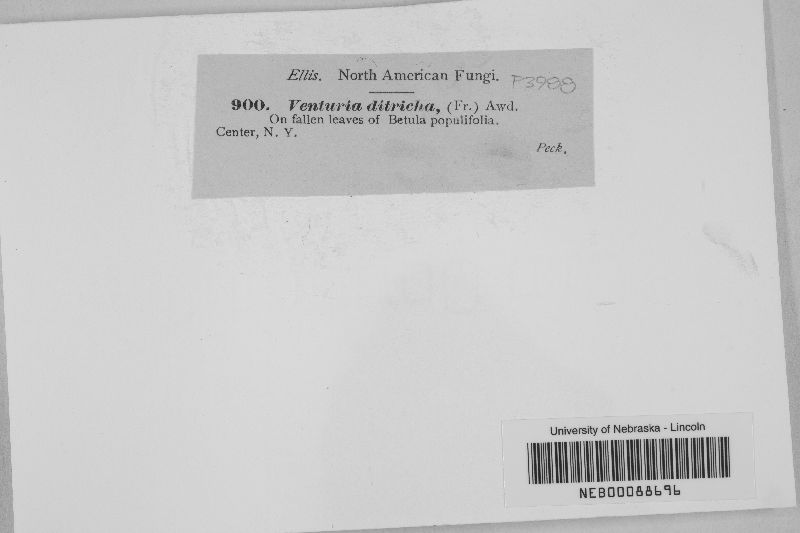 Ellis. North American Fungi. P3988
900. Venturia ditricha, (Fr.) Awd.
On fallen leaves of Betula populifolia.
Center, N. Y.
Peck.
University of Nebraska - Lincoln
NEB00088696